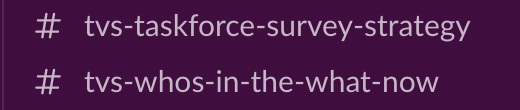 # tvs-taskforce-survey-strategy
# tvs-whos-in-the-what-now